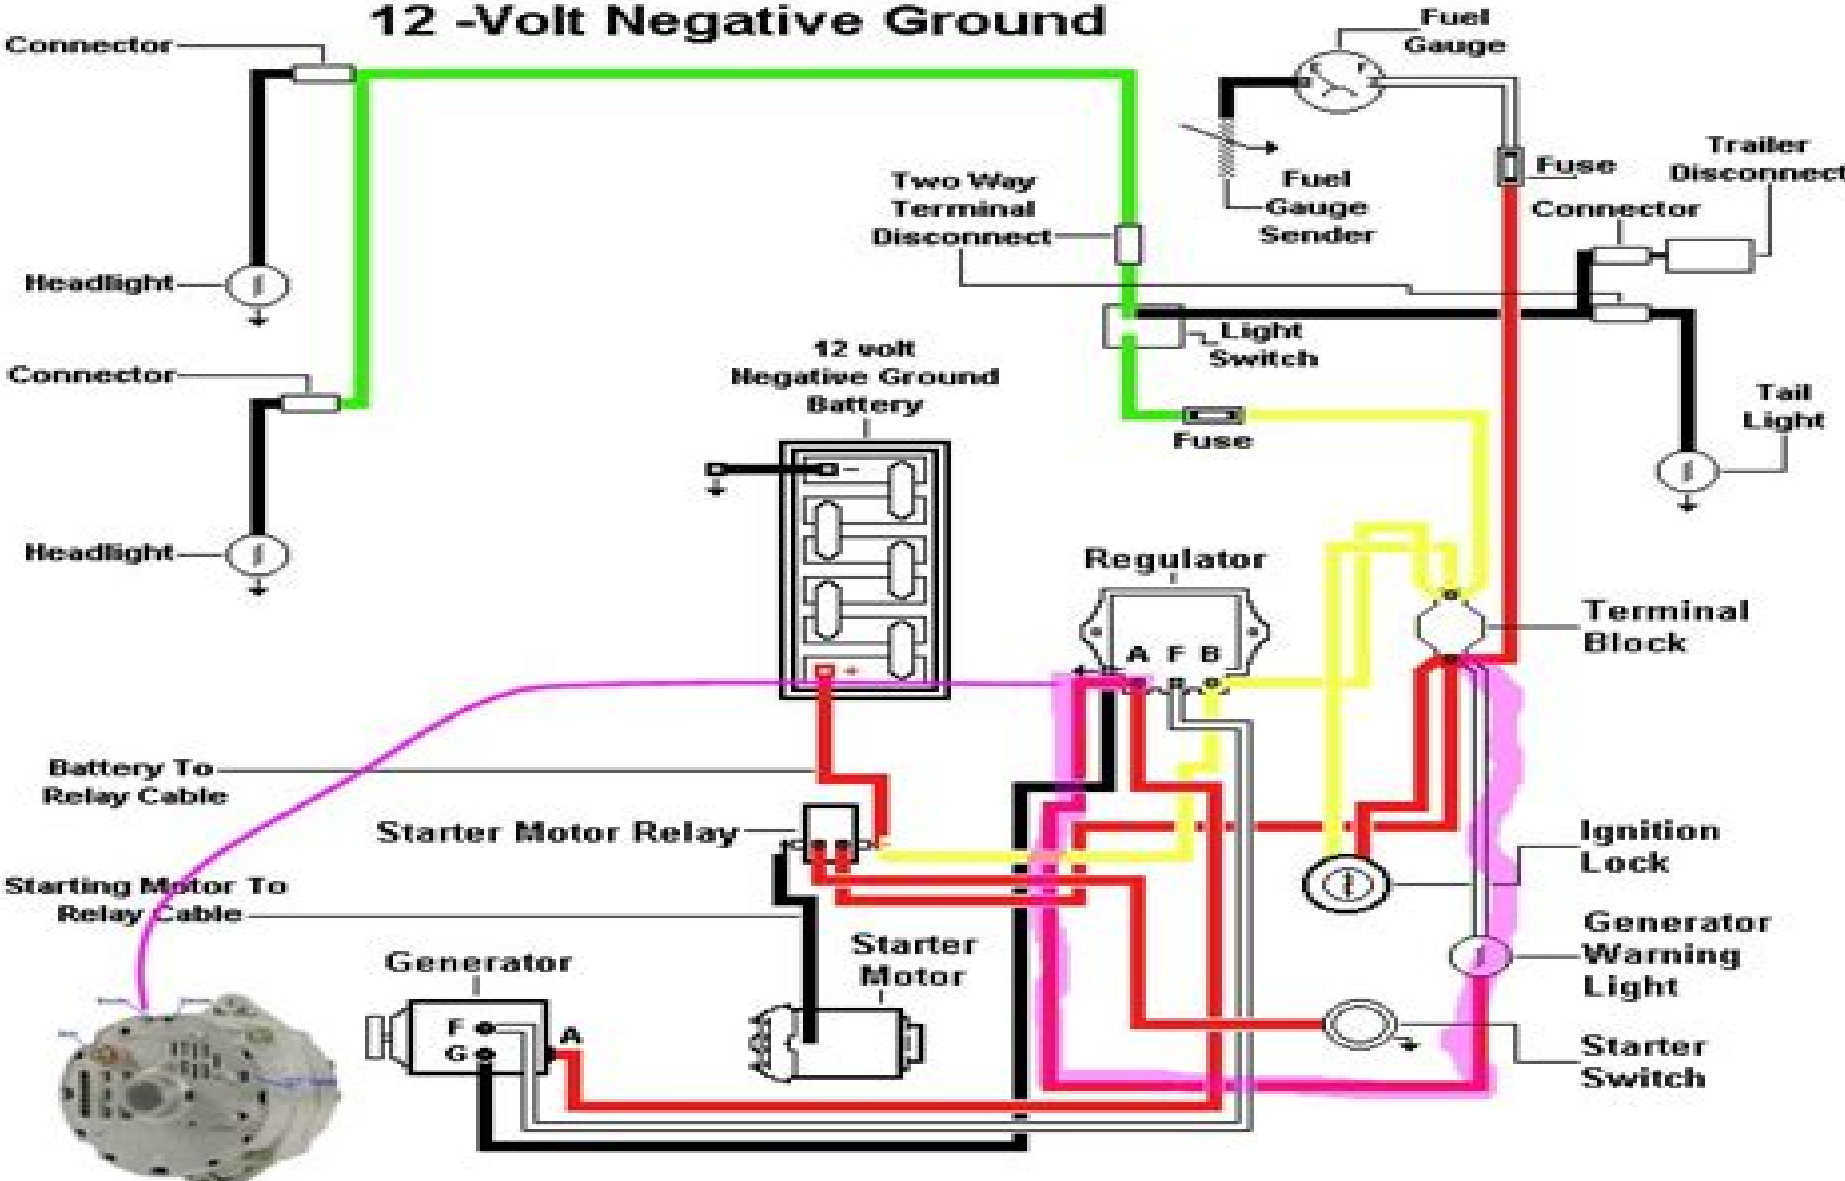 12 -Volt Negative Ground
Connector
Fuel
Gauge
E F
Fuse
Trailer
Disconnect
Two Way
Terminal
Disconnect
Fuel
Gauge
Sender
Connector
Headlight
Light
Switch
12 volt
Negative Ground
Battery
Connector
Tail
Light
Fuse
-
Headlight
Regulator
A F B
Terminal
Block
+
Battery To
Relay Cable
Starter Motor Relay
Ignition
Lock
Starting Motor To
Relay Cable
Generator
Warning
Light
Generator
Starter
Motor
F
G
A
Starter
Switch